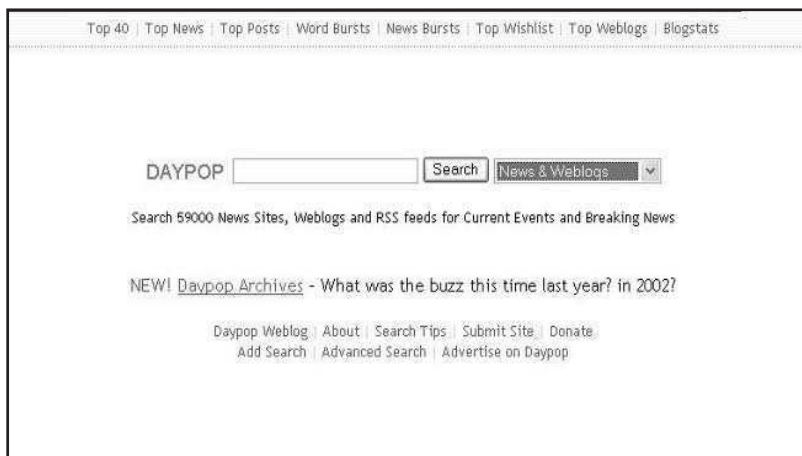 Top 40 | Top News | Top Posts | Word Bursts | News Bursts | Top Wishlist | Top Weblogs | Blogstats
DAYPOP Search News & Weblogs
Search 59000 News Sites, Weblogs and RSS feeds for Current Events and Breaking News
NEW! Daypop Archives - What was the buzz this time last year? in 2002?
Daypop Weblog | About | Search Tips | Submit Site | Donate
Add Search | Advanced Search | Advertise on Daypop